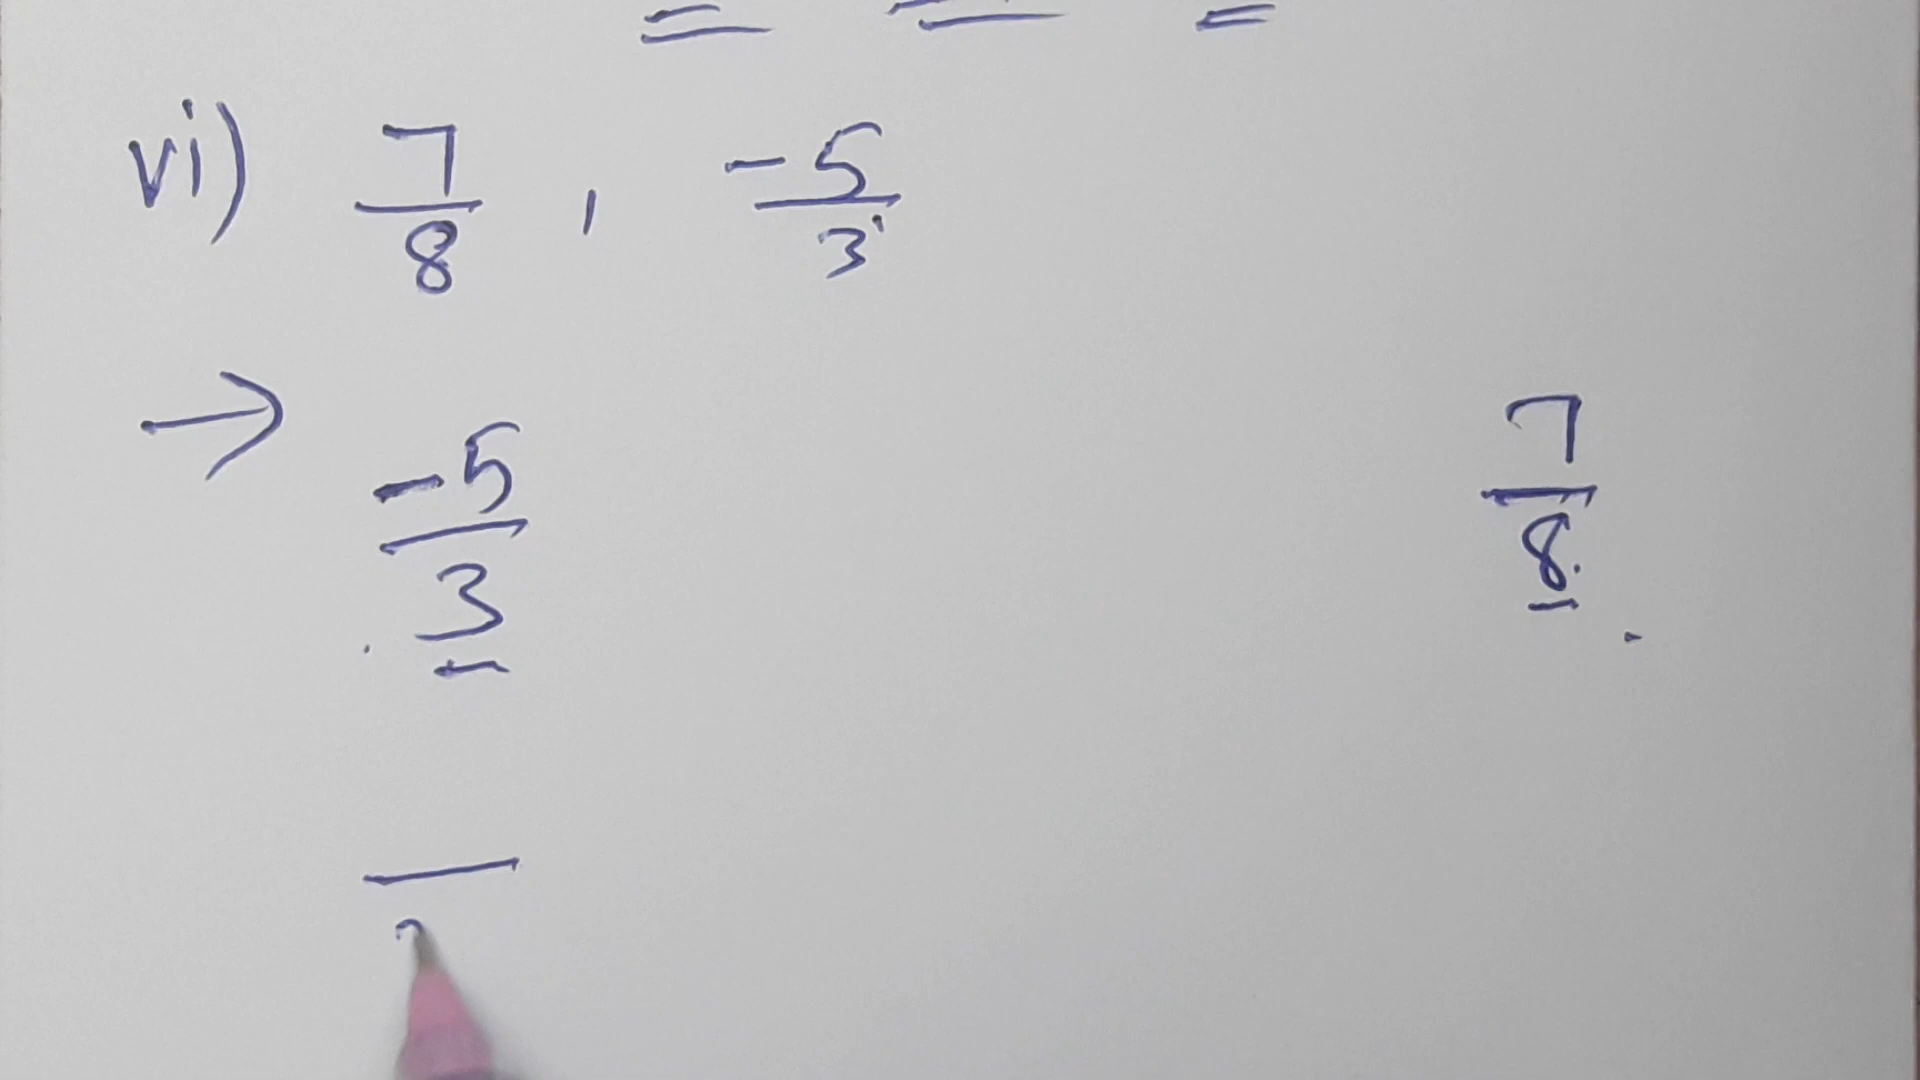 vi) 7/8 , -5/3
→ -5/3 7/8